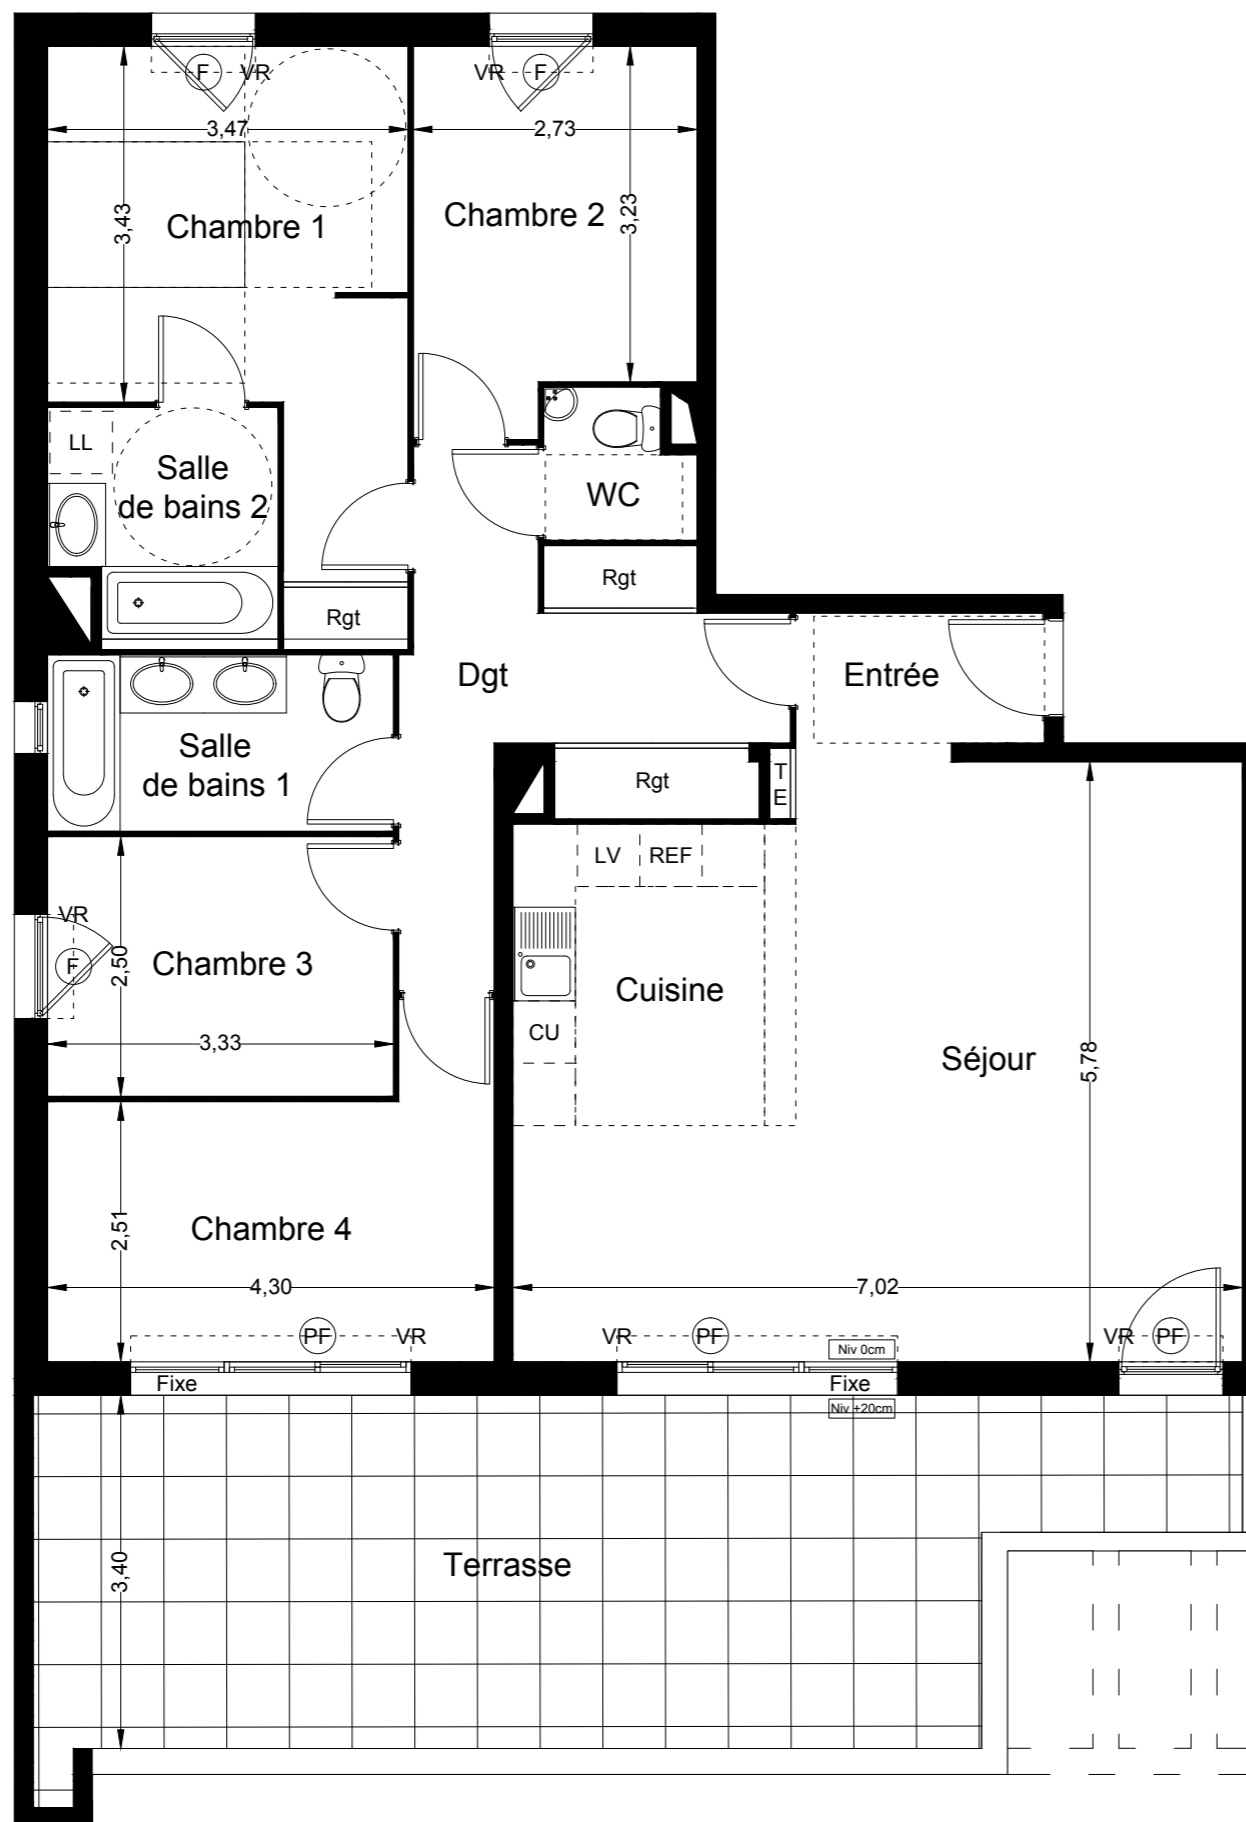 F
VR
VR
F
3,47
2,73
3,43
Chambre 1
Chambre 2
3,23
LL
Salle
de bains 2
WC
Rgt
Rgt
Dgt
Entrée
Salle
de bains 1
Rgt
T
E
LV
REF
VR
F
2,50
Chambre 3
Cuisine
3,33
CU
Séjour
5,78
2,51
Chambre 4
4,30
7,02
PF
VR
VR
PF
VR
PF
Niv 0cm
Fixe
Fixe
Niv +20cm
3,40
Terrasse